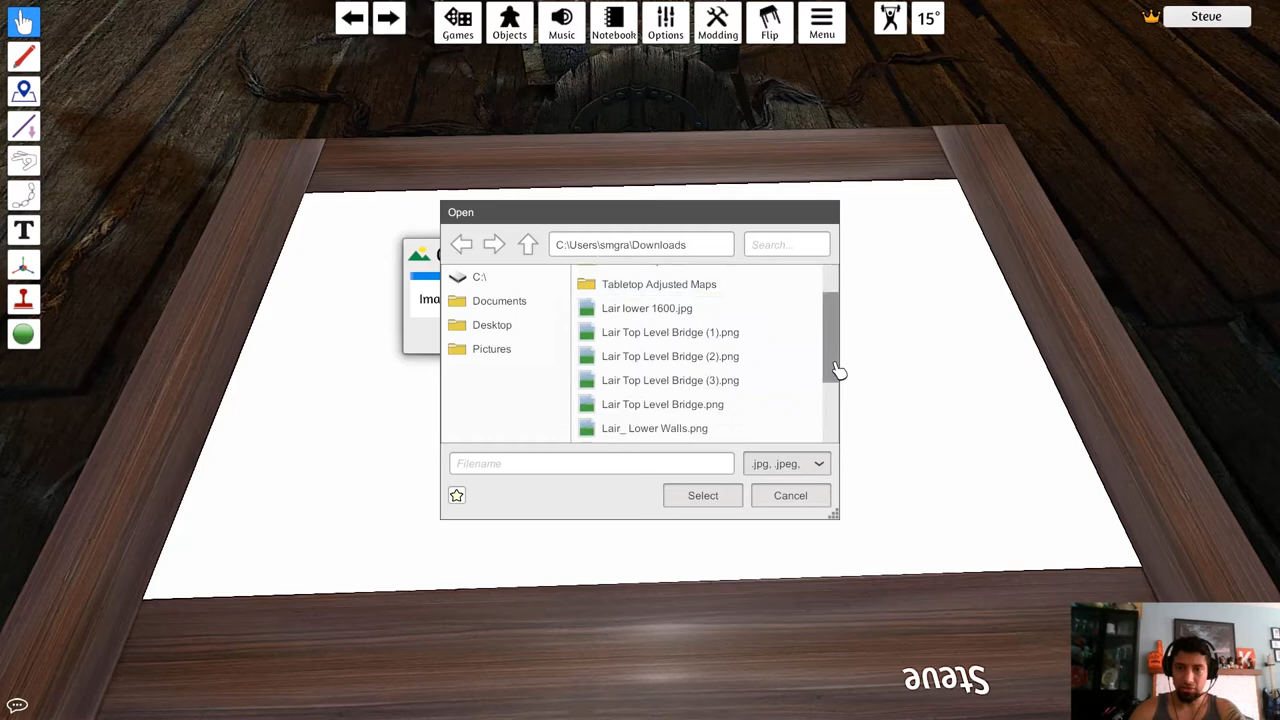 Games
Objects
Music
Notebook
Options
Modding
Flip
Menu
15°
Steve
Open
C:\Users\smgra\Downloads
Search...
C:\
Documents
Desktop
Pictures
Tabletop Adjusted Maps
Lair lower 1600.jpg
Lair Top Level Bridge (1).png
Lair Top Level Bridge (2).png
Lair Top Level Bridge (3).png
Lair Top Level Bridge.png
Lair_ Lower Walls.png
Filename
.jpg, .jpeg,
Select
Cancel
T
Steve